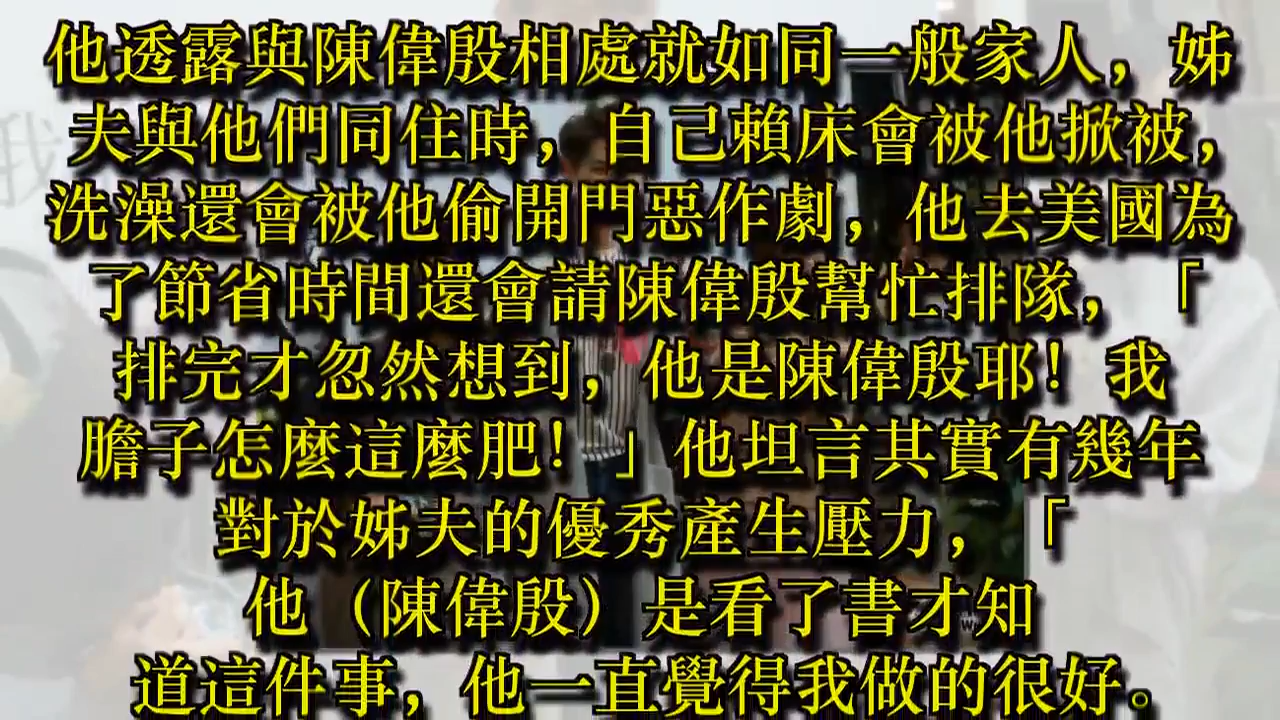 他透露與陳偉殷相處就如同一般家人，姊
夫與他們同住時，自己賴床會被他掀被，
洗澡還會被他偷開門惡作劇，他去美國為
了節省時間還會請陳偉殷幫忙排隊，「
排完才忽然想到，他是陳偉殷耶！我
膽子怎麼這麼肥！」他坦言其實有幾年
對於姊夫的優秀產生壓力，「
他（陳偉殷）是看了書才知
道這件事，他一直覺得我做的很好。
我